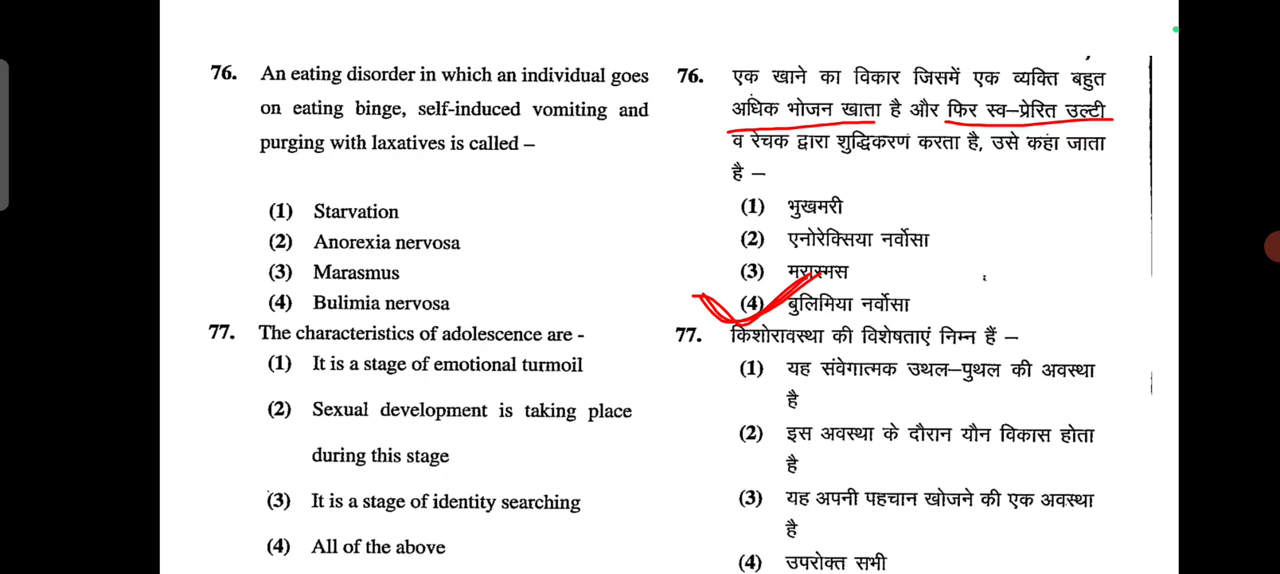 76. An eating disorder in which an individual goes
on eating binge, self-induced vomiting and
purging with laxatives is called –
(1) Starvation
(2) Anorexia nervosa
(3) Marasmus
(4) Bulimia nervosa
77. The characteristics of adolescence are -
(1) It is a stage of emotional turmoil
(2) Sexual development is taking place
during this stage
(3) It is a stage of identity searching
(4) All of the above
76. एक खाने का विकार जिसमें एक व्यक्ति बहुत
अधिक भोजन खाता है और फिर स्व–प्रेरित उल्टी
व रेचक द्वारा शुद्धिकरण करता है, उसे कहा जाता
है –
(1) भुखमरी
(2) एनोरेक्सिया नर्वोसा
(3) मरास्मस
(4) बुलिमिया नर्वोसा
77. किशोरावस्था की विशेषताएं निम्न हैं –
(1) यह संवेगात्मक उथल–पुथल की अवस्था
है
(2) इस अवस्था के दौरान यौन विकास होता
है
(3) यह अपनी पहचान खोजने की एक अवस्था
है
(4) उपरोक्त सभी